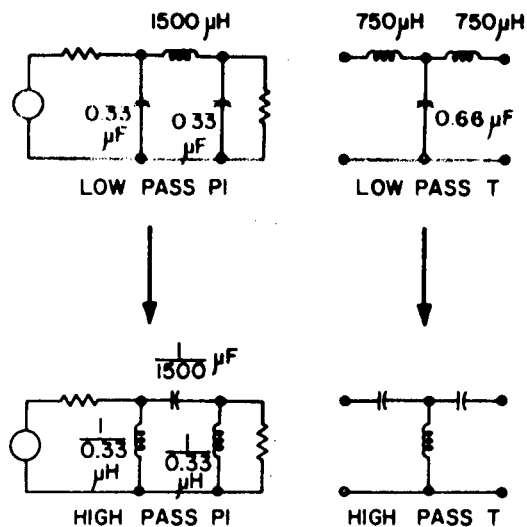 1500 µH
0.33
µF
0.33
µF
LOW PASS PI
750µH 750µH
0.66 µF
LOW PASS T
1/1500 µF
1/0.33
µH
1/0.33
µH
HIGH PASS PI
HIGH PASS T